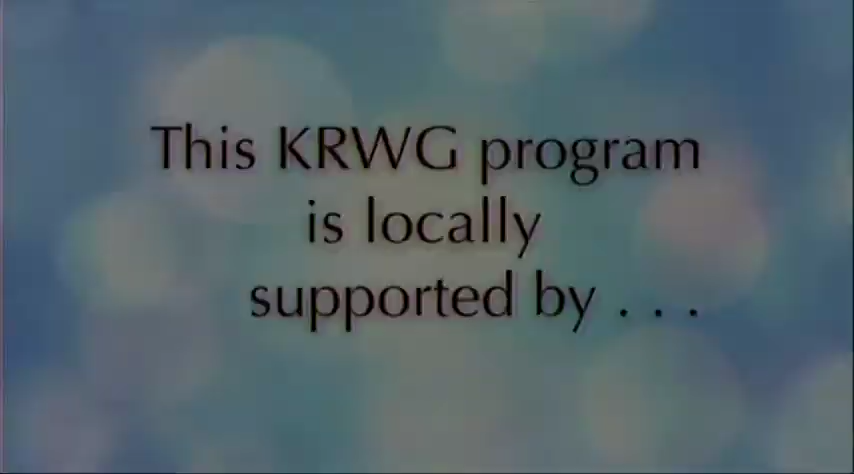 This KRWG program
is locally
supported by . . .